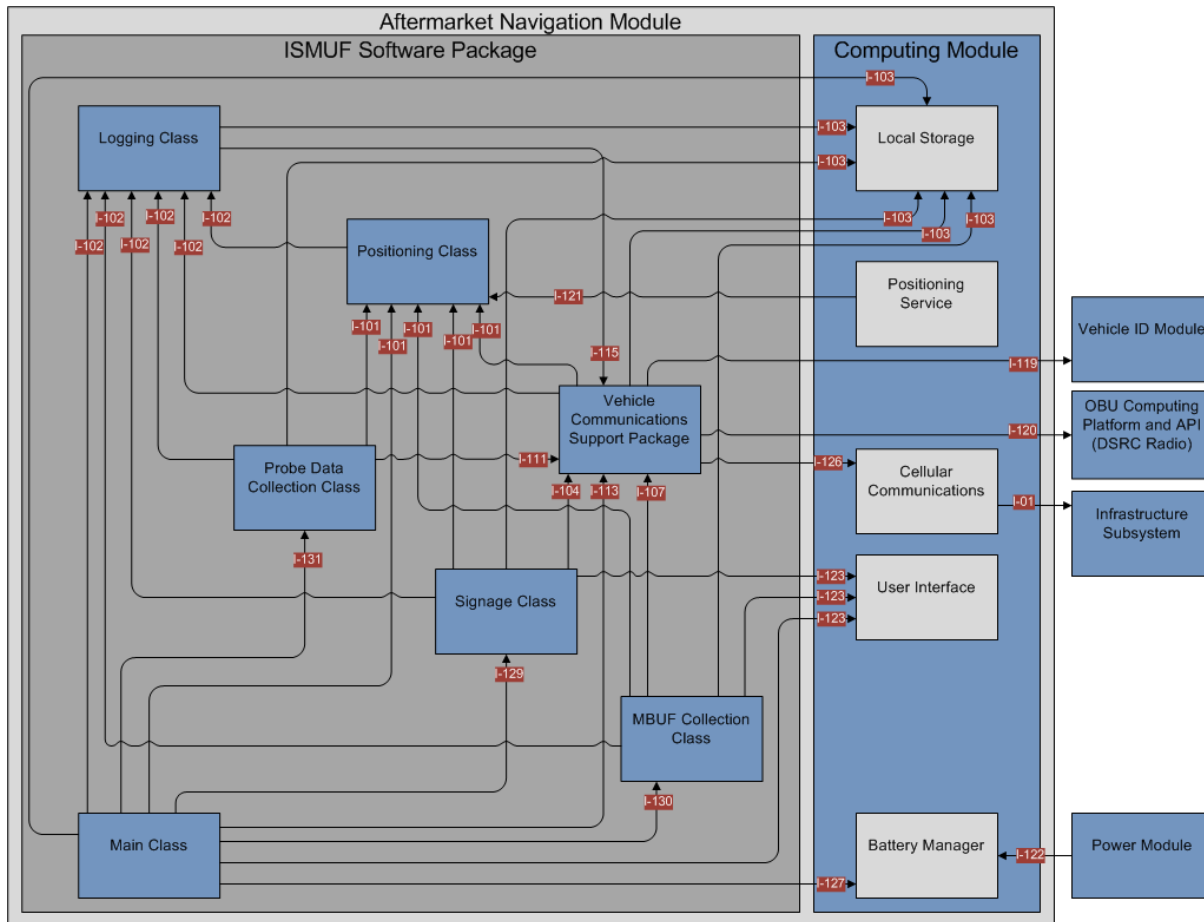 Aftermarket Navigation Module
ISMUF Software Package
Computing Module
I-103
Logging Class
I-103
Local Storage
I-103
I-115
I-102
I-102
I-102
I-102
I-102
I-102
I-103
I-103
I-103
Positioning Class
I-121
Positioning
Service
Vehicle ID Module
I-101
I-101
I-101
I-101
I-101
I-119
Vehicle
Communications
Support Package
OBU Computing
Platform and API
(DSRC Radio)
I-120
Probe Data
Collection Class
I-111
I-126
Cellular
Communications
I-104
I-113
I-107
I-01
Infrastructure
Subsystem
I-131
Signage Class
I-123
I-123
I-123
User Interface
I-129
MBUF Collection
Class
I-130
Main Class
Battery Manager
I-122
Power Module
I-127